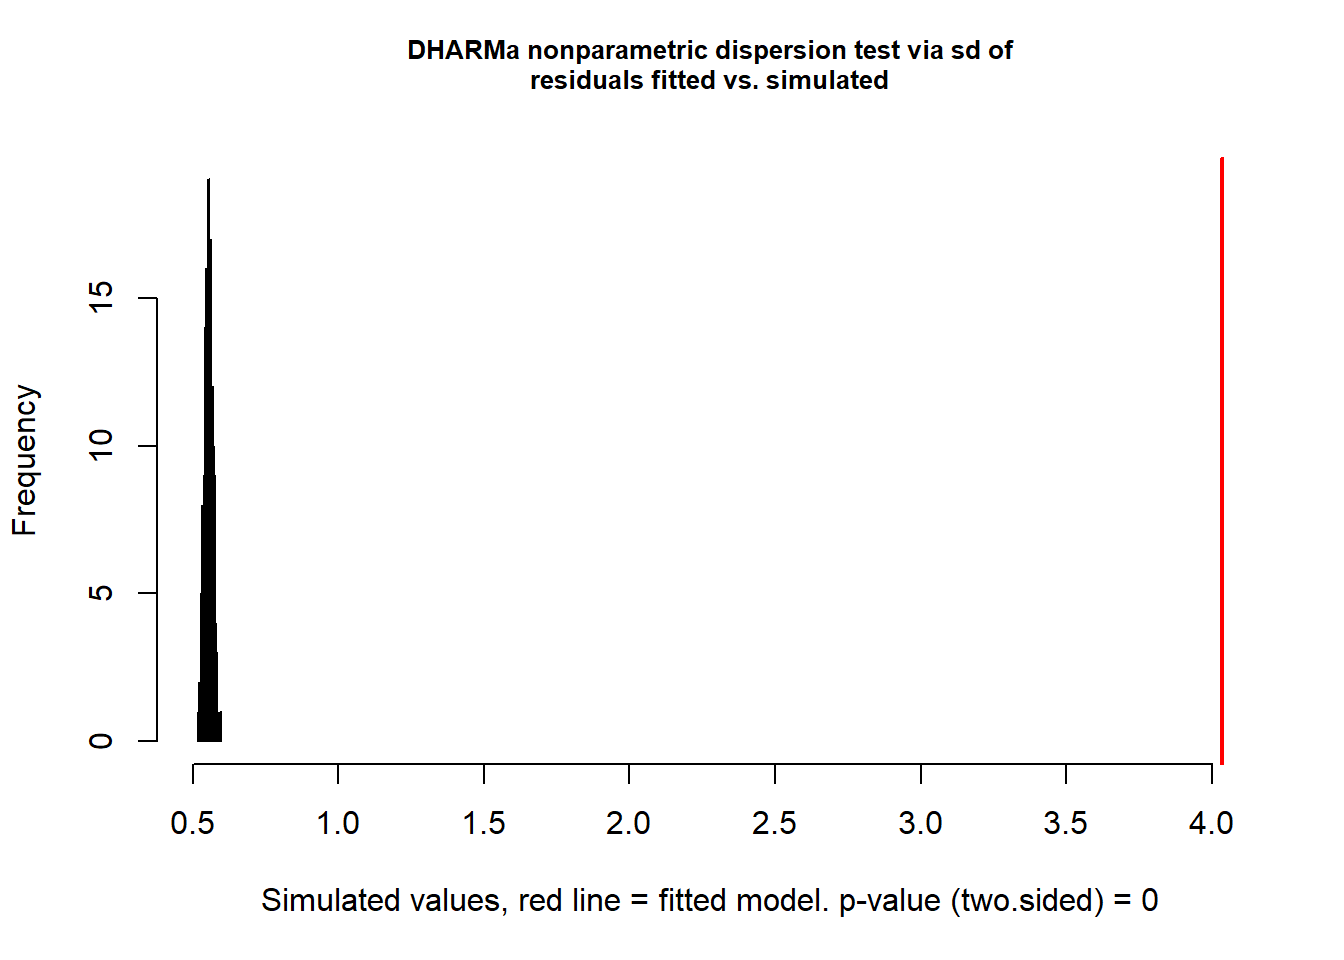 DHARMa nonparametric dispersion test via sd of
residuals fitted vs. simulated
Frequency
15
10
5
0
0.5 1.0 1.5 2.0 2.5 3.0 3.5 4.0
Simulated values, red line = fitted model. p-value (two.sided) = 0